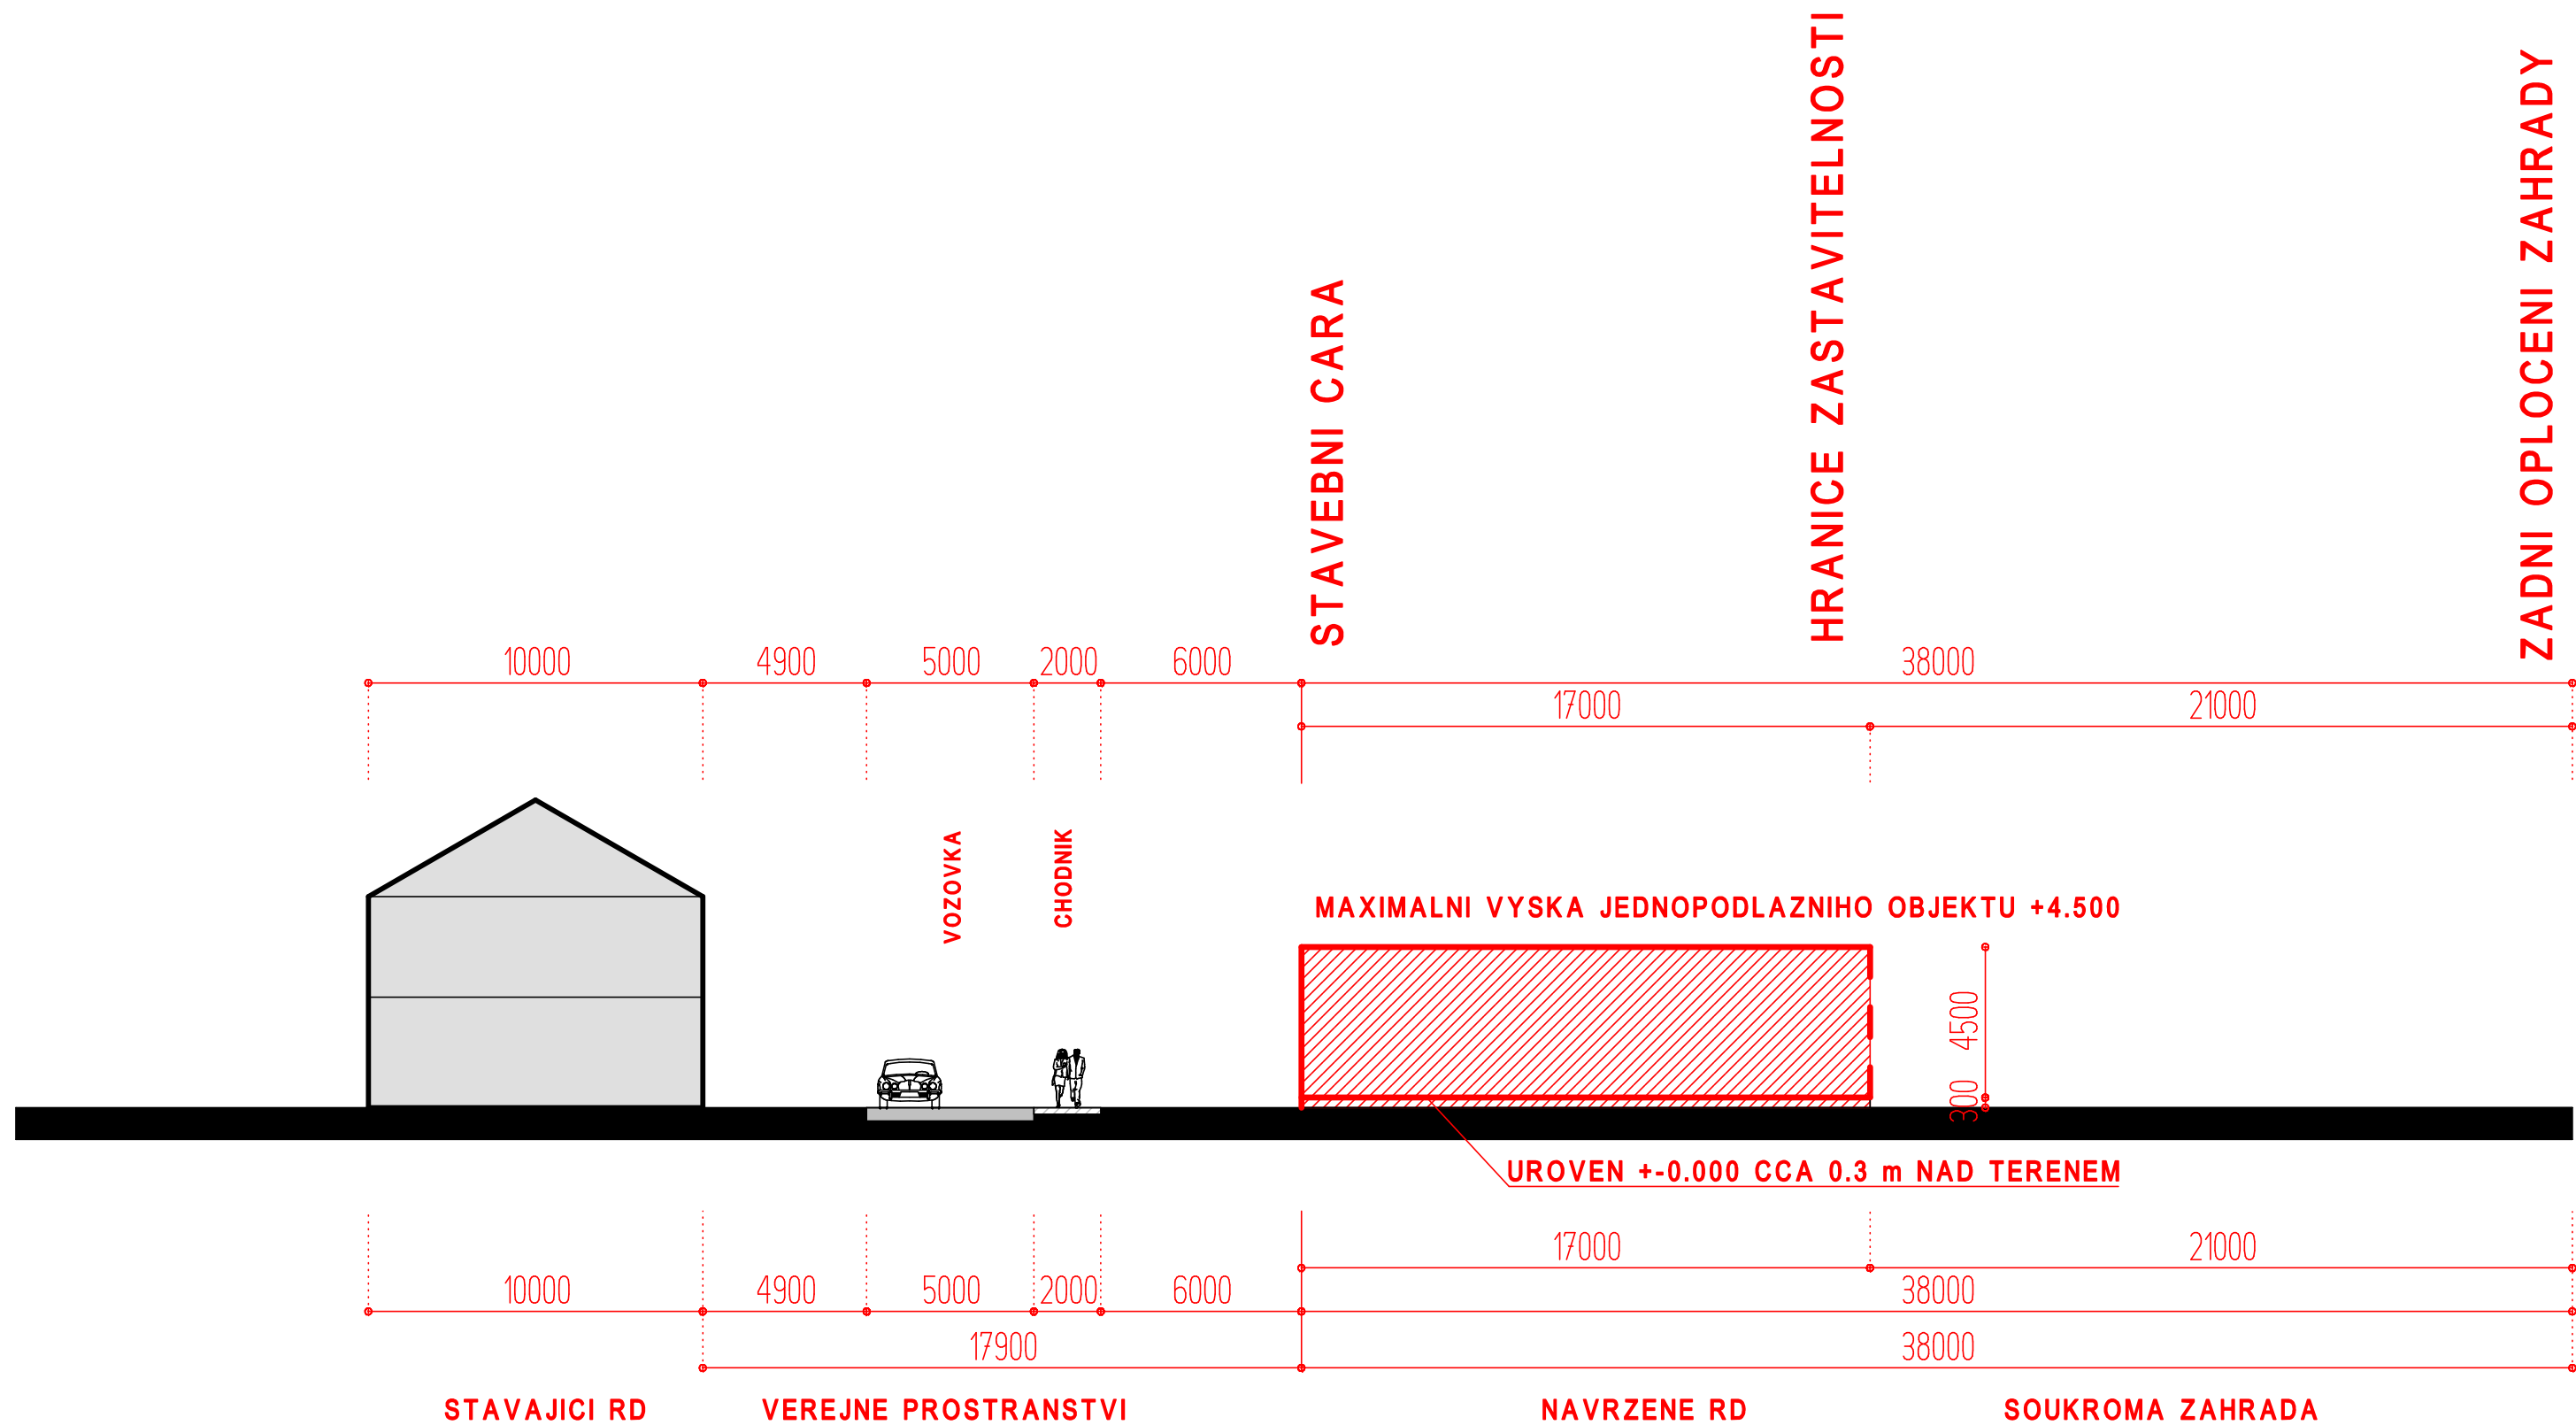 STAVEBNI CARA
HRANICE ZASTAVITELNOSTI
ZADNI OPLOCENI ZAHRADY
10000 4900 5000 2000 6000 38000
17000 21000
VOZOVKA
CHODNIK
MAXIMALNI VYSKA JEDNOPODLAZNIHO OBJEKTU +4.500
300 4500
UROVEN +-0.000 CCA 0.3 m NAD TERENEM
17000 21000
10000 4900 5000 2000 6000 38000
17900 38000
STAVAJICI RD VEREJNE PROSTRANSTVI NAVRZENE RD SOUKROMA ZAHRADA